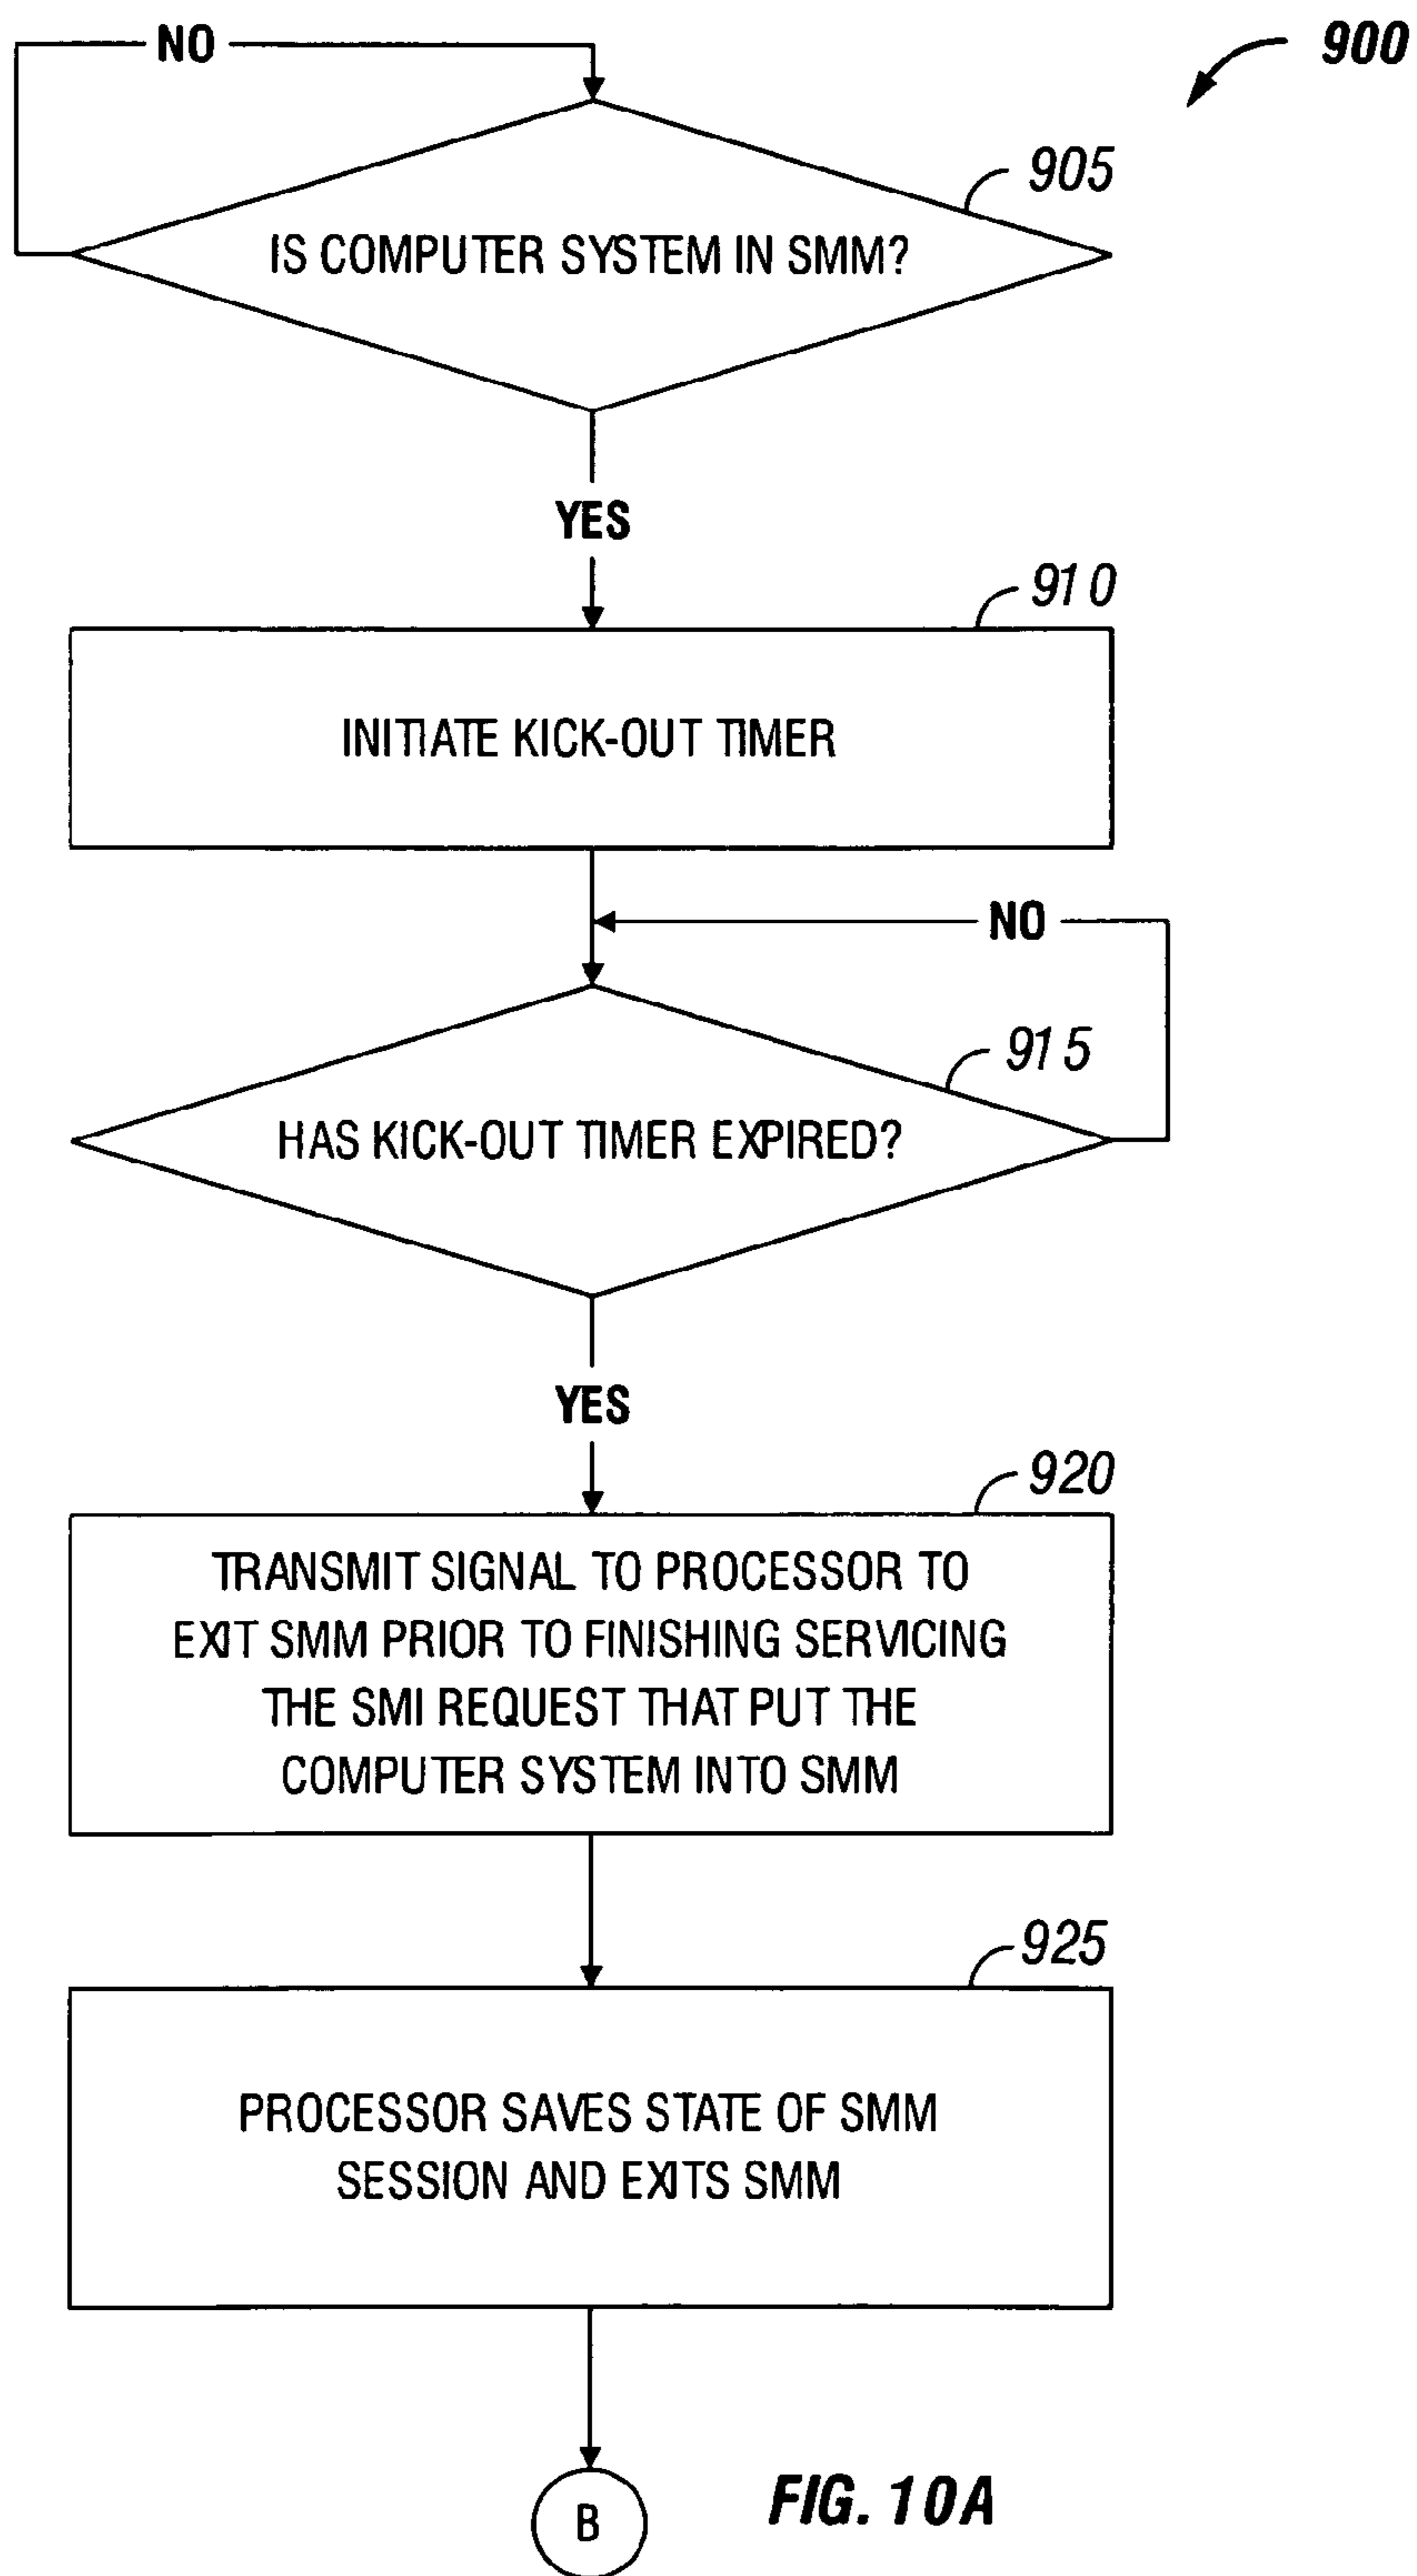 NO
900
905
IS COMPUTER SYSTEM IN SMM?
YES
910
INITIATE KICK-OUT TIMER
NO
915
HAS KICK-OUT TIMER EXPIRED?
YES
920
TRANSMIT SIGNAL TO PROCESSOR TO
EXIT SMM PRIOR TO FINISHING SERVICING
THE SMI REQUEST THAT PUT THE
COMPUTER SYSTEM INTO SMM
925
PROCESSOR SAVES STATE OF SMM
SESSION AND EXITS SMM
B
FIG. 10A